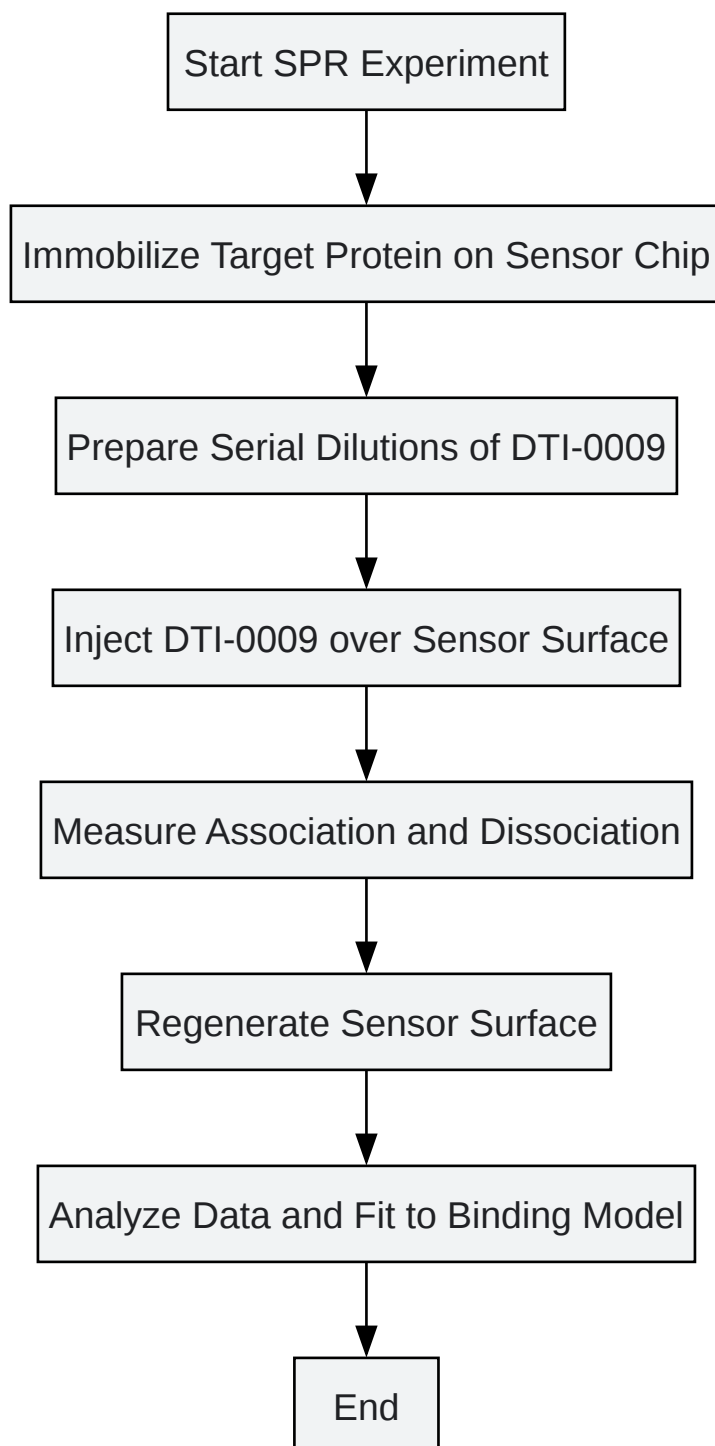 Start SPR Experiment
Immobilize Target Protein on Sensor Chip
Prepare Serial Dilutions of DTI-0009
Inject DTI-0009 over Sensor Surface
Measure Association and Dissociation
Regenerate Sensor Surface
Analyze Data and Fit to Binding Model
End